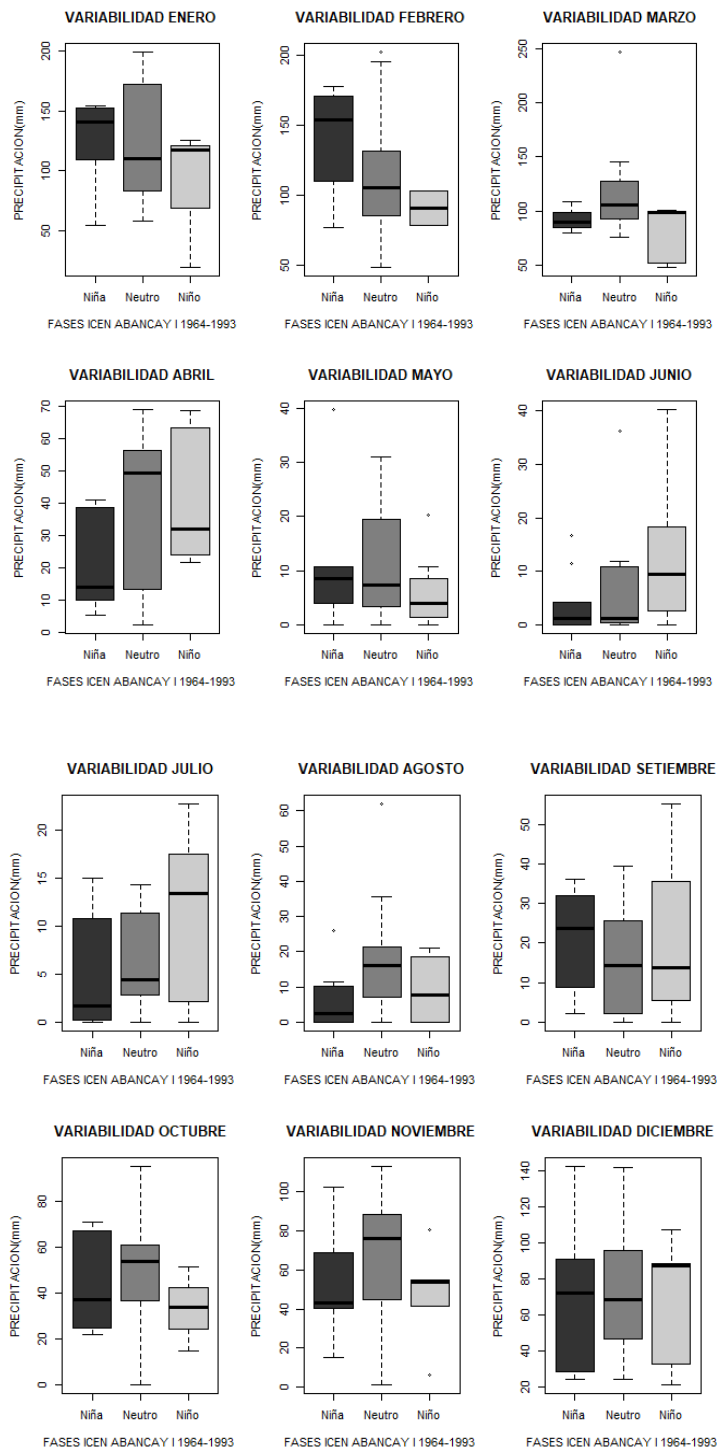 VARIABILIDAD ENERO
PRECIPITACION(mm)
200
150
100
50
Niña Neutro Niño
FASES ICEN ABANCAY I 1964-1993
VARIABILIDAD FEBRERO
PRECIPITACION(mm)
200
150
100
50
Niña Neutro Niño
FASES ICEN ABANCAY I 1964-1993
VARIABILIDAD MARZO
PRECIPITACION(mm)
250
200
150
100
50
Niña Neutro Niño
FASES ICEN ABANCAY I 1964-1993
VARIABILIDAD ABRIL
PRECIPITACION(mm)
70
60
50
40
30
20
10
0
Niña Neutro Niño
FASES ICEN ABANCAY I 1964-1993
VARIABILIDAD MAYO
PRECIPITACION(mm)
40
30
20
10
0
Niña Neutro Niño
FASES ICEN ABANCAY I 1964-1993
VARIABILIDAD JUNIO
PRECIPITACION(mm)
40
30
20
10
0
Niña Neutro Niño
FASES ICEN ABANCAY I 1964-1993
VARIABILIDAD JULIO
PRECIPITACION(mm)
20
15
10
5
0
Niña Neutro Niño
FASES ICEN ABANCAY I 1964-1993
VARIABILIDAD AGOSTO
PRECIPITACION(mm)
60
50
40
30
20
10
0
Niña Neutro Niño
FASES ICEN ABANCAY I 1964-1993
VARIABILIDAD SETIEMBRE
PRECIPITACION(mm)
50
40
30
20
10
0
Niña Neutro Niño
FASES ICEN ABANCAY I 1964-1993
VARIABILIDAD OCTUBRE
PRECIPITACION(mm)
80
60
40
20
0
Niña Neutro Niño
FASES ICEN ABANCAY I 1964-1993
VARIABILIDAD NOVIEMBRE
PRECIPITACION(mm)
100
80
60
40
20
0
Niña Neutro Niño
FASES ICEN ABANCAY I 1964-1993
VARIABILIDAD DICIEMBRE
PRECIPITACION(mm)
140
120
100
80
60
40
20
Niña Neutro Niño
FASES ICEN ABANCAY I 1964-1993